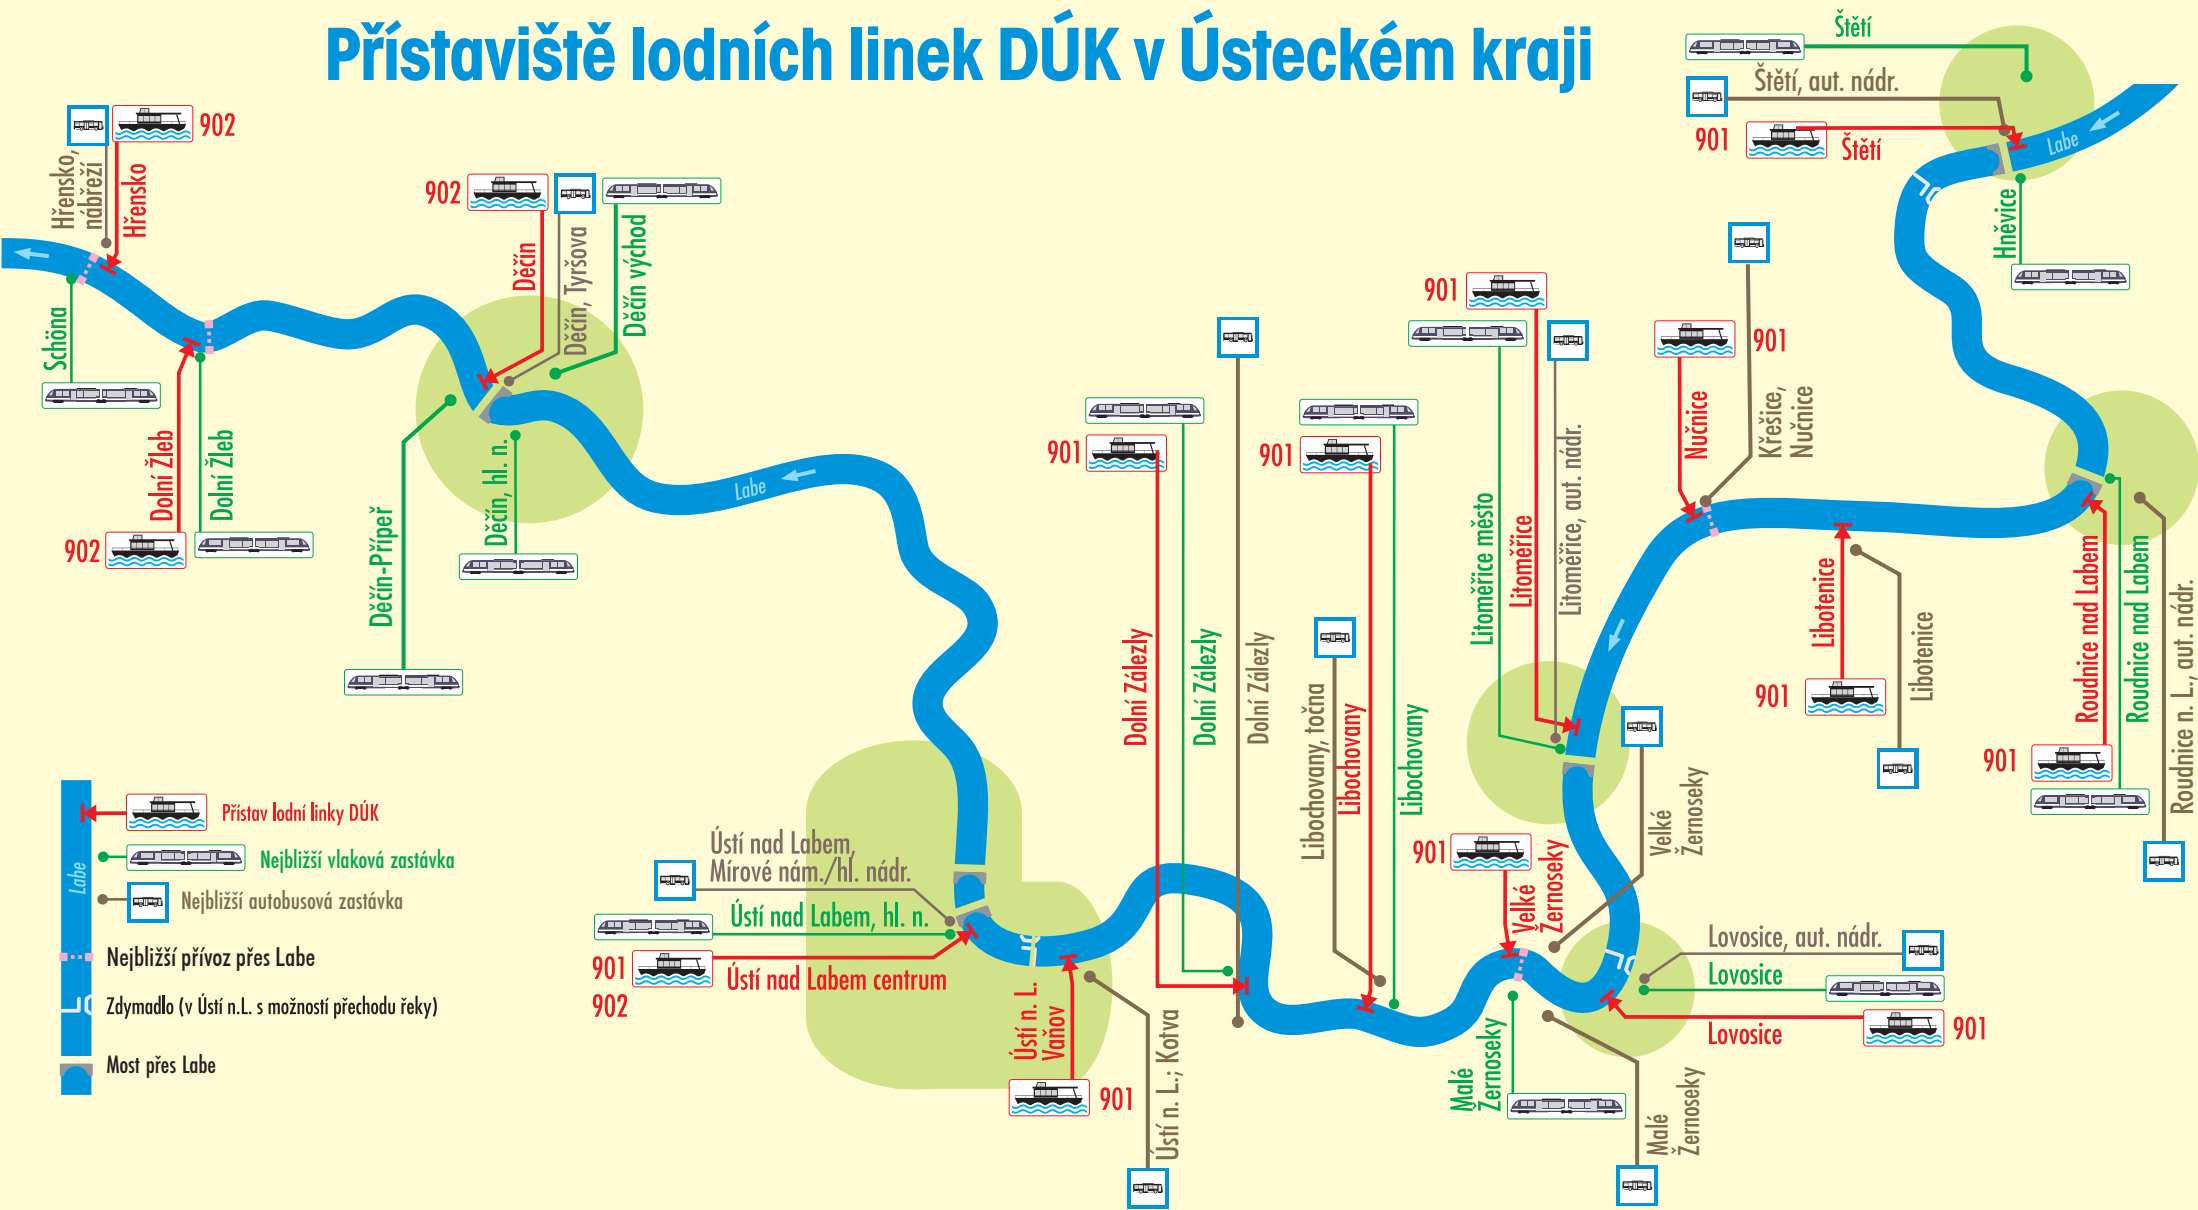 Přístaviště lodních linek DÚK v Ústeckém kraji
Štětí
Štětí, aut. nádr.
901
Štětí
Labe
Hněvice
902
Hřensko,
nábřeží
Hřensko
Schöna
902
Děčín
Děčín, Tyršova
Děčín východ
Dolní Žleb
Dolní Žleb
902
Děčín-Přípeř
Děčín, hl. n.
Labe
901
Dolní Zálezly
Dolní Zálezly
Dolní Zálezly
901
Libochovany, točna
Libochovany
Libochovany
901
Litoměřice město
Litoměřice
Litoměřice, aut. nádr.
901
Nučnice
Křešice,
Nučnice
Libotenice
901
Libotenice
Roudnice nad Labem
Roudnice nad Labem
Roudnice n. L., aut. nádr.
901
901
Velké
Žernoseky
Velké
Žernoseky
Lovosice, aut. nádr.
Lovosice
Lovosice
901
Malé
Žernoseky
Malé
Žernoseky
Ústí nad Labem,
Mírové nám./hl. nádr.
Ústí nad Labem, hl. n.
901
902
Ústí nad Labem centrum
Ústí n. L.
Vaňov
901
Ústí n. L.; Kotva
Labe
Přístav lodní linky DÚK
Nejbližší vlaková zastávka
Nejbližší autobusová zastávka
Nejbližší přívoz přes Labe
Zdymadlo (v Ústí n.L. s možností přechodu řeky)
Most přes Labe